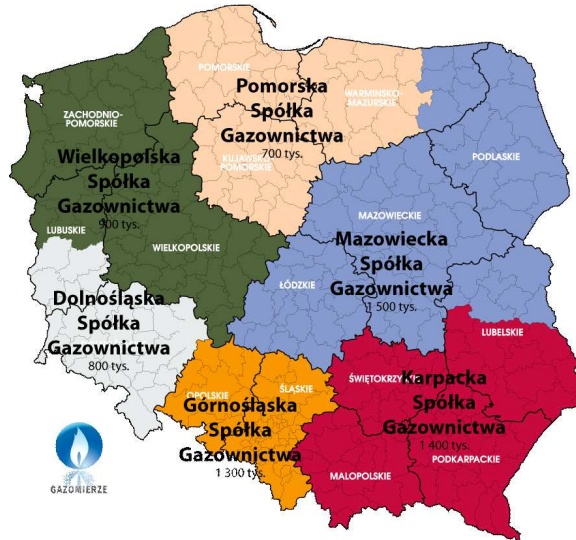 POMORSKIE
Pomorska
Spółka
Gazownictwa
700 tys.
WARMIŃSKO-
MAZURSKIE
KUJAWSKO-
POMORSKIE
ZACHODNIO-
POMORSKIE
Wielkopolska
Spółka
Gazownictwa
900 tys.
LUBUSKIE
WIELKOPOLSKIE
PODLASKIE
MAZOWIECKIE
Mazowiecka
Spółka
Gazownictwa
1 500 tys.
ŁÓDZKIE
LUBELSKIE
Dolnośląska
Spółka
Gazownictwa
800 tys.
OPOLSKIE
ŚLĄSKIE
Górnośląska
Spółka
Gazownictwa
1 300 tys.
Karpacka
Spółka
Gazownictwa
1 400 tys.
MALOPOLSKIE
PODKARPACKIE
GAZOMIERZE